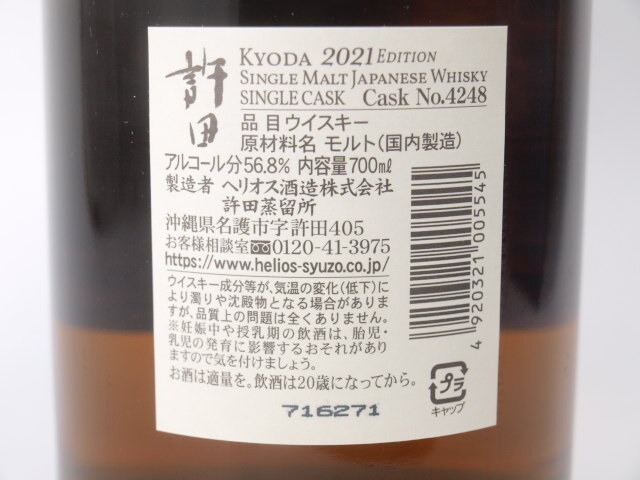 許田
KYODA 2021 EDITION
SINGLE MALT JAPANESE WHISKY
SINGLE CASK Cask No.4248
品目ウイスキー
原材料名 モルト(国内製造)
アルコール分56.8% 内容量700mℓ
製造者 ヘリオス酒造株式会社
許田蒸留所
沖縄県名護市字許田405
お客様相談室 0120-41-3975
https://www.helios-syuzo.co.jp/
ウイスキー成分等が、気温の変化(低下)に
より濁りや沈殿物となる場合がありま
すが、品質上の問題は全くありません。
※妊娠中や授乳期の飲酒は、胎児・
乳児の発育に影響するおそれがあり
ますので気を付けましょう。
お酒は適量を。飲酒は20歳になってから。
4920321005545
プラ
キャップ
716271